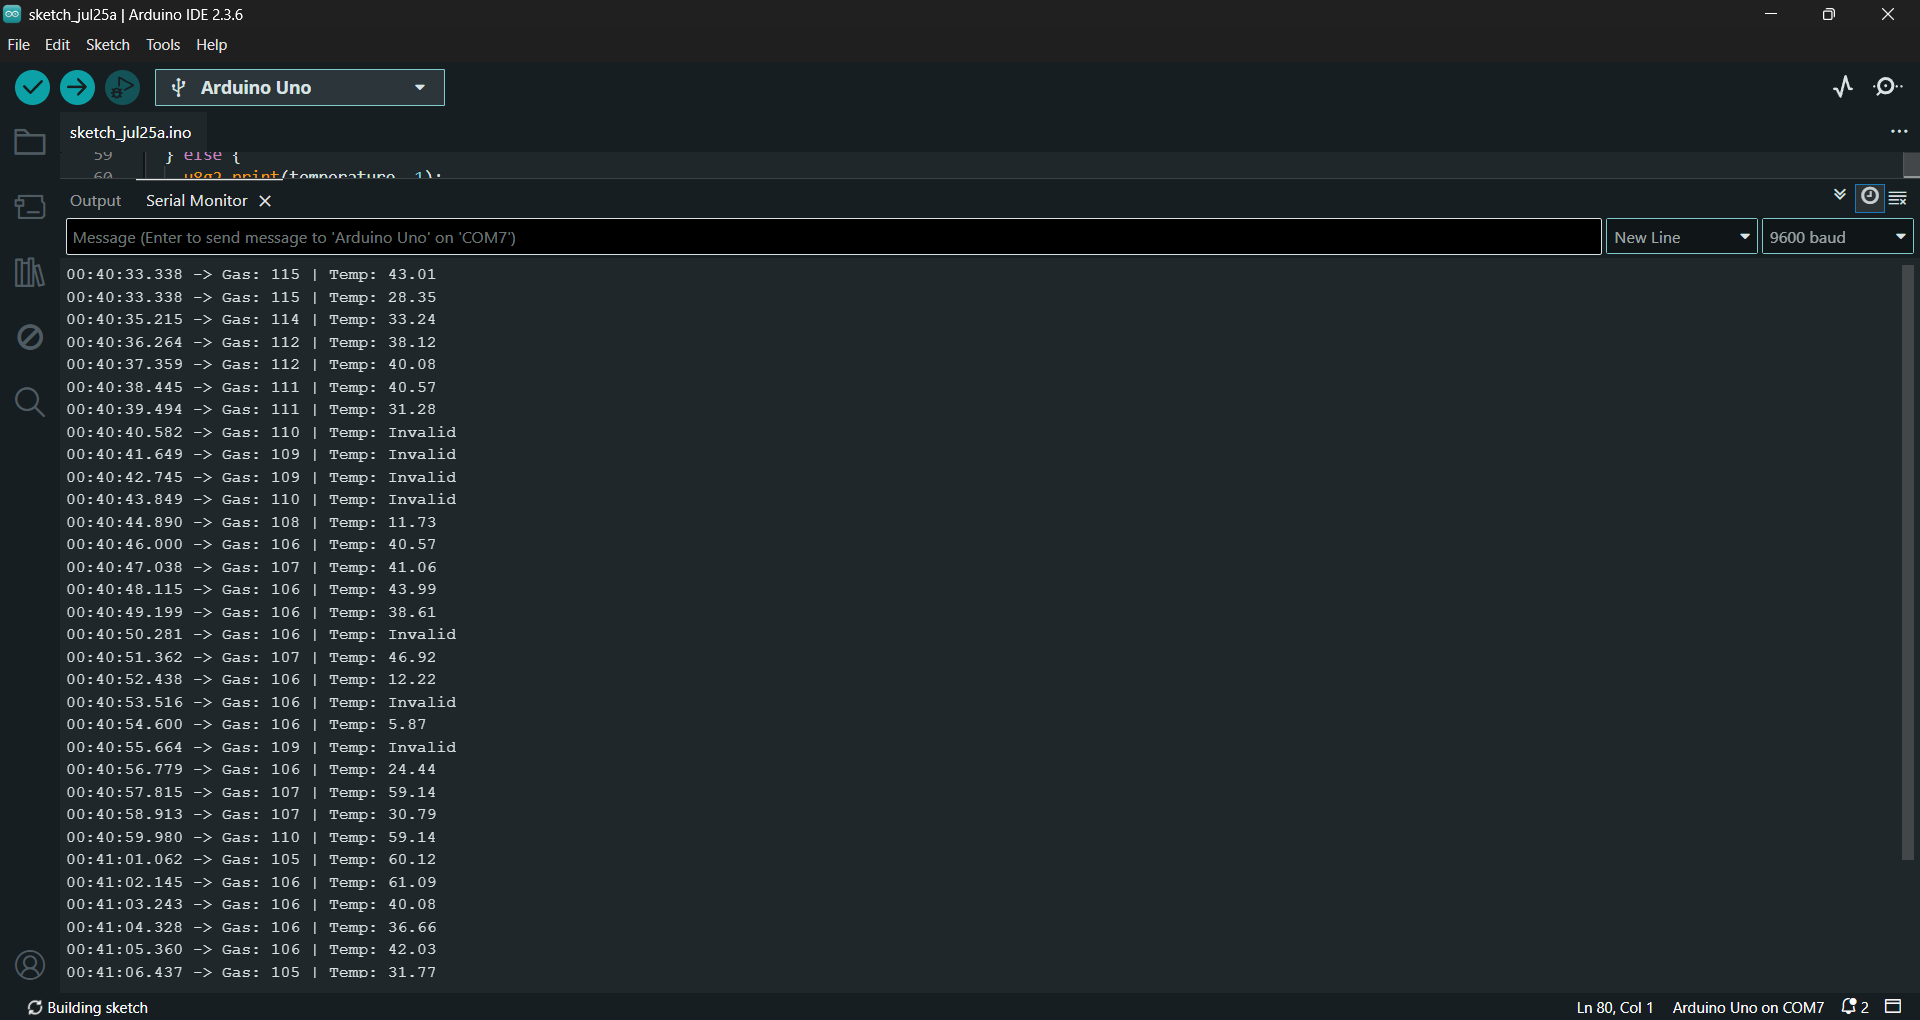 sketch_jul25a | Arduino IDE 2.3.6
File Edit Sketch Tools Help
Arduino Uno
sketch_jul25a.ino
59 } else {
60 u8g2.print(temperature, 1);
Output Serial Monitor
Message (Enter to send message to 'Arduino Uno' on 'COM7') New Line 9600 baud
00:40:33.338 -> Gas: 115 | Temp: 43.01
00:40:33.338 -> Gas: 115 | Temp: 28.35
00:40:35.215 -> Gas: 114 | Temp: 33.24
00:40:36.264 -> Gas: 112 | Temp: 38.12
00:40:37.359 -> Gas: 112 | Temp: 40.08
00:40:38.445 -> Gas: 111 | Temp: 40.57
00:40:39.494 -> Gas: 111 | Temp: 31.28
00:40:40.582 -> Gas: 110 | Temp: Invalid
00:40:41.649 -> Gas: 109 | Temp: Invalid
00:40:42.745 -> Gas: 109 | Temp: Invalid
00:40:43.849 -> Gas: 110 | Temp: Invalid
00:40:44.890 -> Gas: 108 | Temp: 11.73
00:40:46.000 -> Gas: 106 | Temp: 40.57
00:40:47.038 -> Gas: 107 | Temp: 41.06
00:40:48.115 -> Gas: 106 | Temp: 43.99
00:40:49.199 -> Gas: 106 | Temp: 38.61
00:40:50.281 -> Gas: 106 | Temp: Invalid
00:40:51.362 -> Gas: 107 | Temp: 46.92
00:40:52.438 -> Gas: 106 | Temp: 12.22
00:40:53.516 -> Gas: 106 | Temp: Invalid
00:40:54.600 -> Gas: 106 | Temp: 5.87
00:40:55.664 -> Gas: 109 | Temp: Invalid
00:40:56.779 -> Gas: 106 | Temp: 24.44
00:40:57.815 -> Gas: 107 | Temp: 59.14
00:40:58.913 -> Gas: 107 | Temp: 30.79
00:40:59.980 -> Gas: 110 | Temp: 59.14
00:41:01.062 -> Gas: 105 | Temp: 60.12
00:41:02.145 -> Gas: 106 | Temp: 61.09
00:41:03.243 -> Gas: 106 | Temp: 40.08
00:41:04.328 -> Gas: 106 | Temp: 36.66
00:41:05.360 -> Gas: 106 | Temp: 42.03
00:41:06.437 -> Gas: 105 | Temp: 31.77
Building sketch Ln 80, Col 1 Arduino Uno on COM7 2